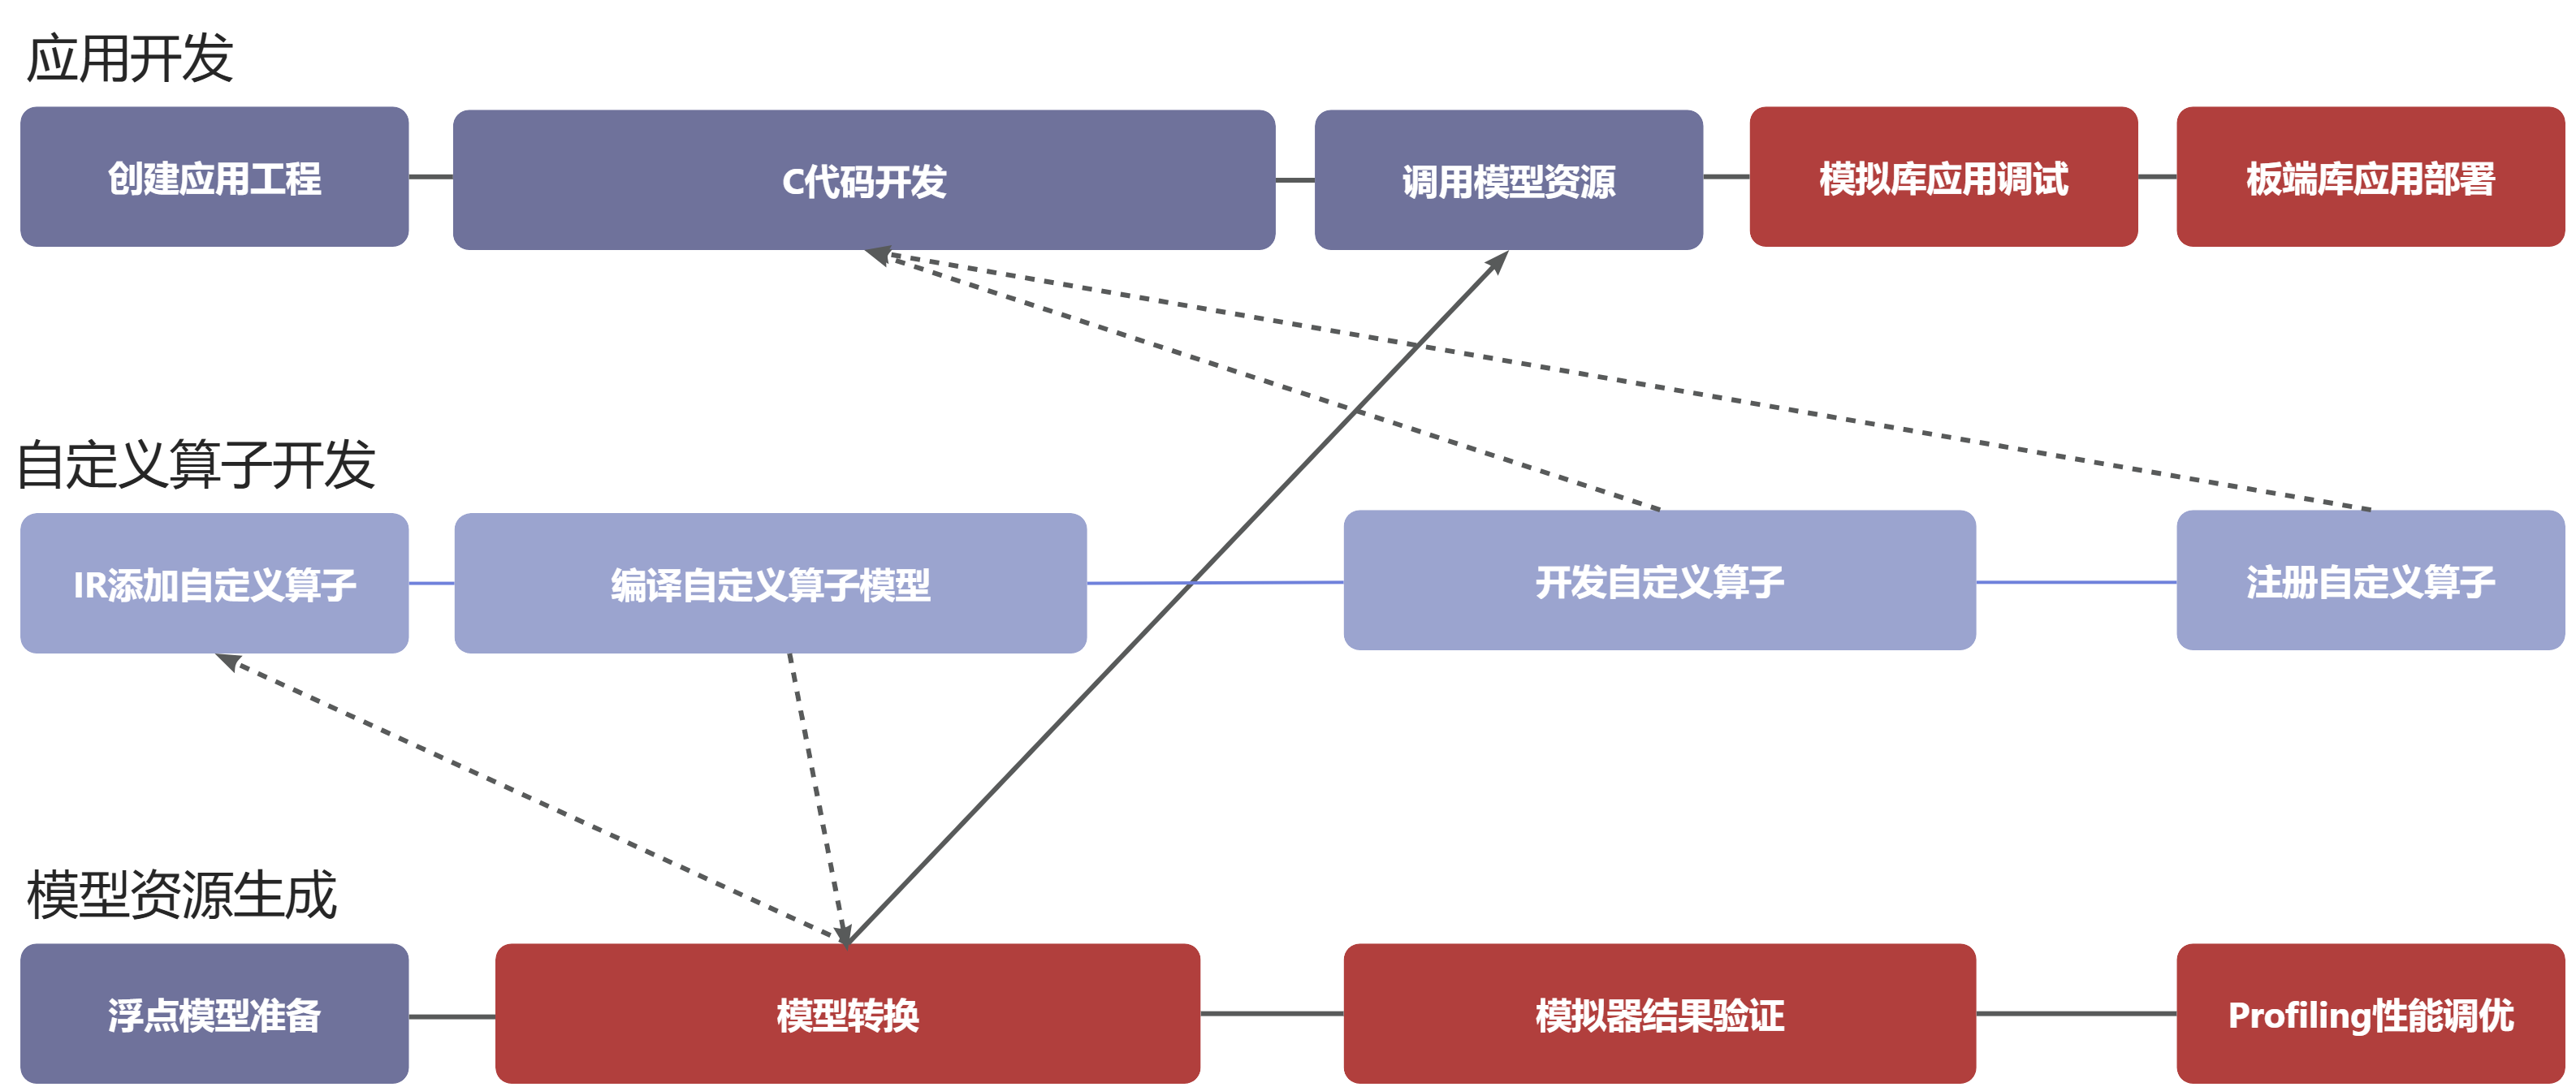 应用开发
创建应用工程
C代码开发
调用模型资源
模拟库应用调试
板端库应用部署
自定义算子开发
IR添加自定义算子
编译自定义算子模型
开发自定义算子
注册自定义算子
模型资源生成
浮点模型准备
模型转换
模拟器结果验证
Profiling性能调优